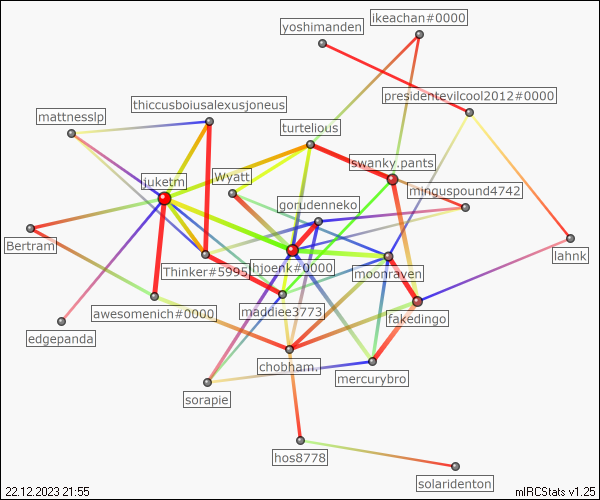 ikeachan#0000
yoshimanden
presidentevilcool2012#0000
thiccusboiusalexusjoneus
mattnesslp
turtelious
swanky.pants
Wyatt
juketm
minguspound4742
gorudenneko
Bertram
lahnk
Thinker#5995
hjoenk#0000
moonraven
awesomenich#0000
maddiee3773
fakedingo
edgepanda
chobham.
mercurybro
sorapie
hos8778
solaridenton
22.12.2023 21:55
mIRCStats v1.25